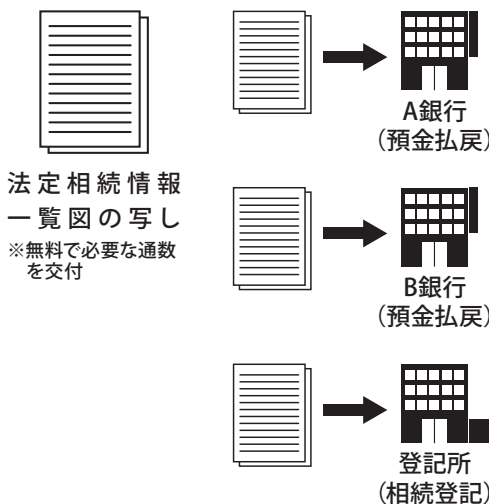 法定相続情報
一覧図の写し
※無料で必要な通数
を交付
A銀行
(預金払戻)
B銀行
(預金払戻)
登記所
(相続登記)